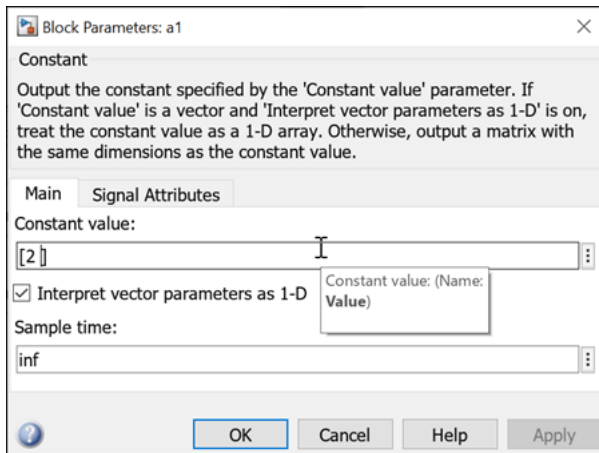 Block Parameters: a1
Constant
Output the constant specified by the 'Constant value' parameter. If
'Constant value' is a vector and 'Interpret vector parameters as 1-D' is on,
treat the constant value as a 1-D array. Otherwise, output a matrix with
the same dimensions as the constant value.
Main Signal Attributes
Constant value:
[2 ]
Interpret vector parameters as 1-D
Constant value: (Name:
Value)
Sample time:
inf
OK Cancel Help Apply